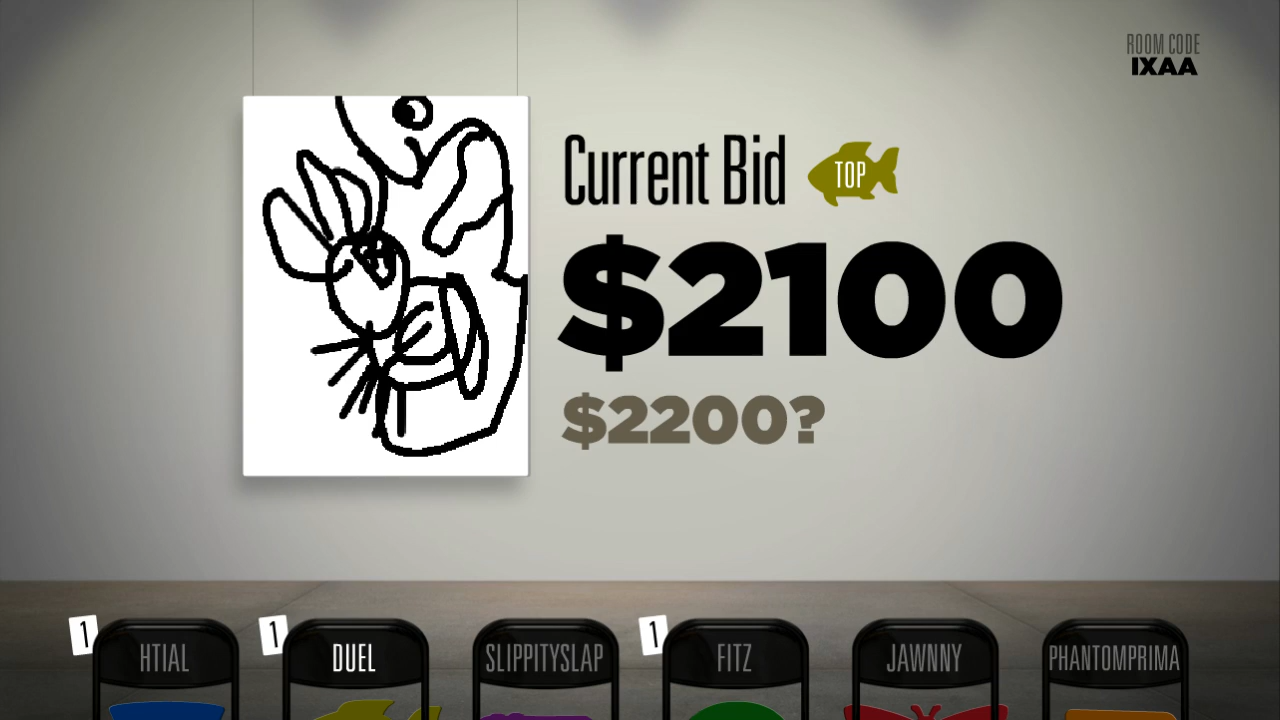 ROOM CODE
IXAA
Current Bid
TOP
$2100
$2200?
1
HTIAL
1
DUEL
SLIPPITYSLAP
1
FITZ
JAWNNY
PHANTOMPRIMA